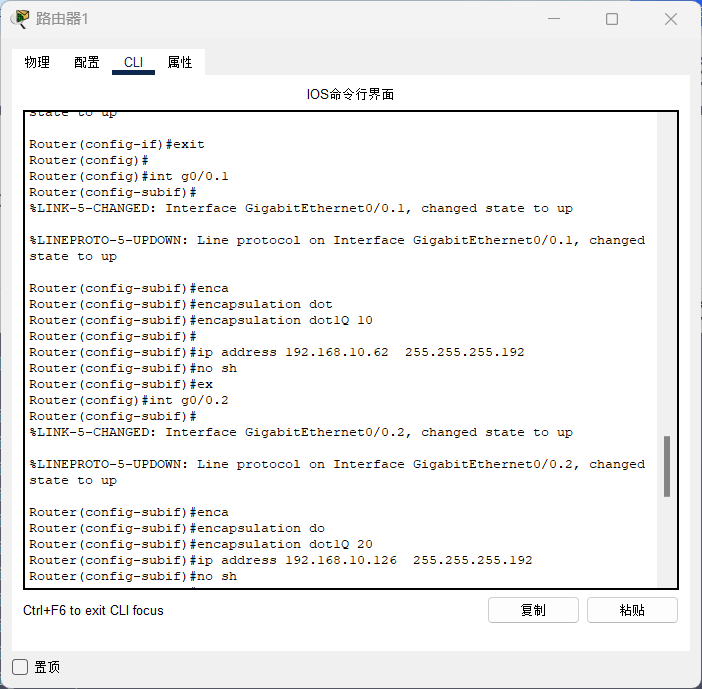 路由器1
物理 配置 CLI 属性
IOS命令行界面
state to up
Router(config-if)#exit
Router(config)#
Router(config)#int g0/0.1
Router(config-subif)#
%LINK-5-CHANGED: Interface GigabitEthernet0/0.1, changed state to up
%LINEPROTO-5-UPDOWN: Line protocol on Interface GigabitEthernet0/0.1, changed
state to up
Router(config-subif)#enca
Router(config-subif)#encapsulation dot
Router(config-subif)#encapsulation dot1Q 10
Router(config-subif)#
Router(config-subif)#ip address 192.168.10.62  255.255.255.192
Router(config-subif)#no sh
Router(config-subif)#ex
Router(config)#int g0/0.2
Router(config-subif)#
%LINK-5-CHANGED: Interface GigabitEthernet0/0.2, changed state to up
%LINEPROTO-5-UPDOWN: Line protocol on Interface GigabitEthernet0/0.2, changed
state to up
Router(config-subif)#enca
Router(config-subif)#encapsulation do
Router(config-subif)#encapsulation dot1Q 20
Router(config-subif)#ip address 192.168.10.126  255.255.255.192
Router(config-subif)#no sh
Ctrl+F6 to exit CLI focus
复制
粘贴
置顶